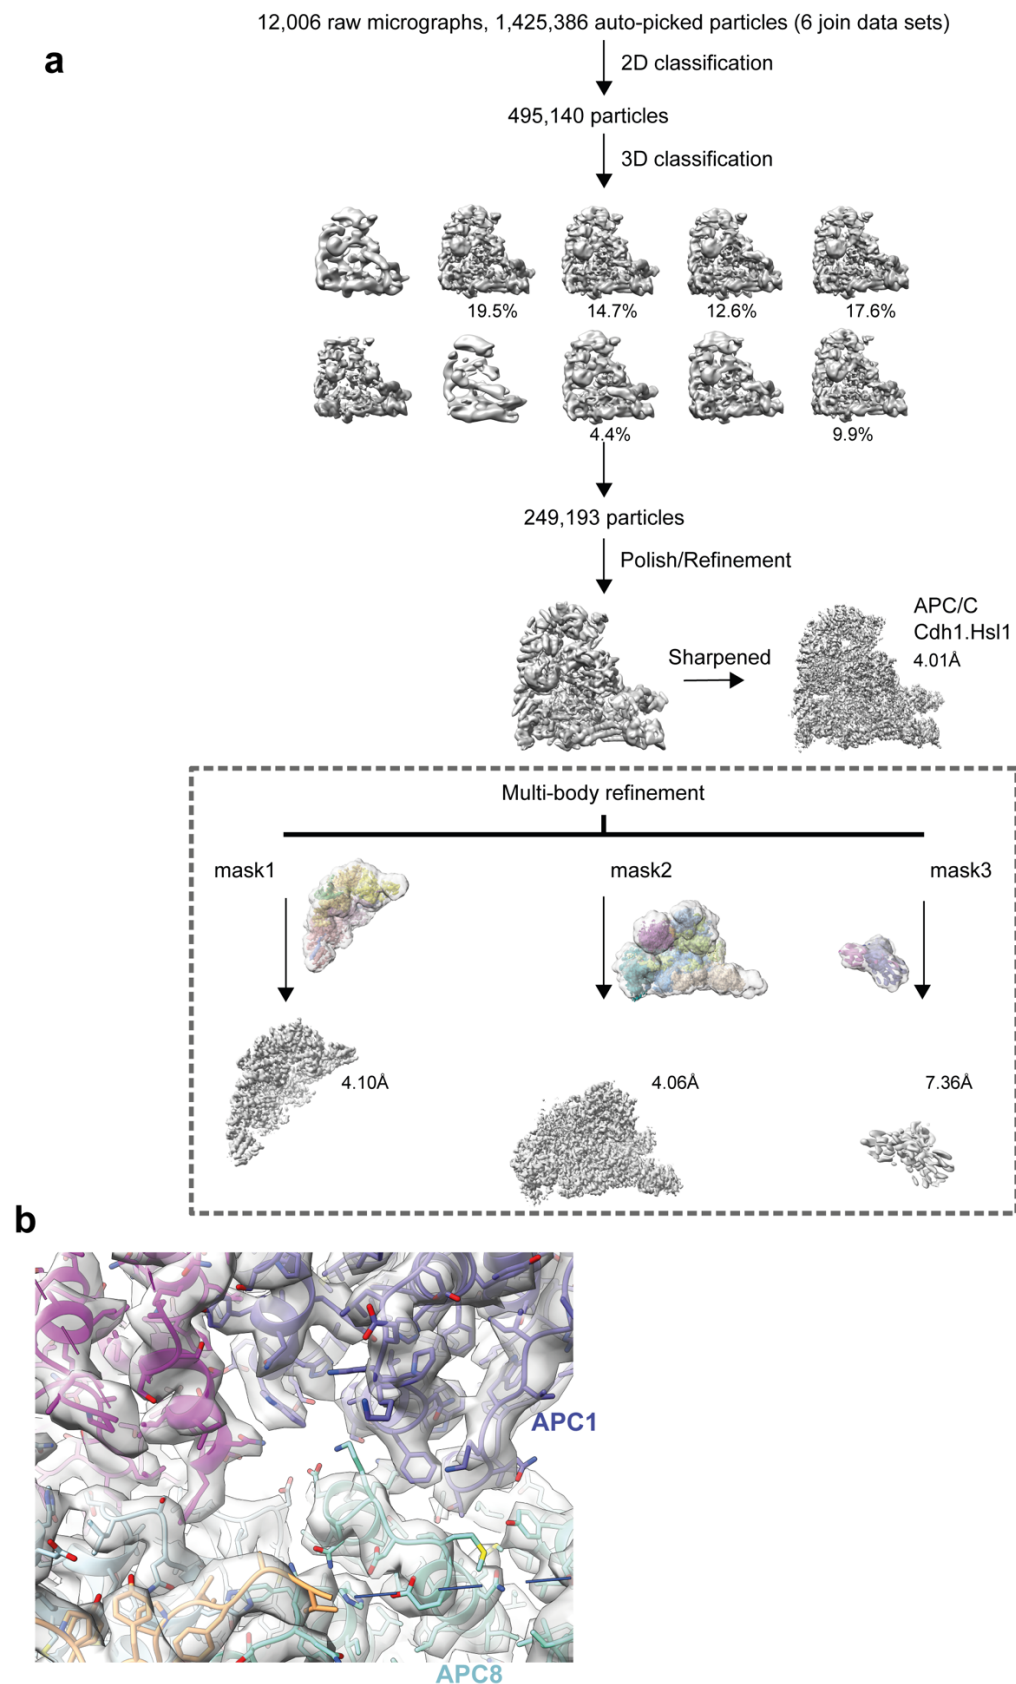 12,006 raw micrographs, 1,425,386 auto-picked particles (6 join data sets)
a
2D classification
495,140 particles
3D classification
19.5%
14.7%
12.6%
17.6%
4.4%
9.9%
249,193 particles
Polish/Refinement
Sharpened
APC/C
Cdh1.Hsl1
4.01Å
Multi-body refinement
mask1
mask2
mask3
4.10Å
4.06Å
7.36Å
b
APC1
APC8